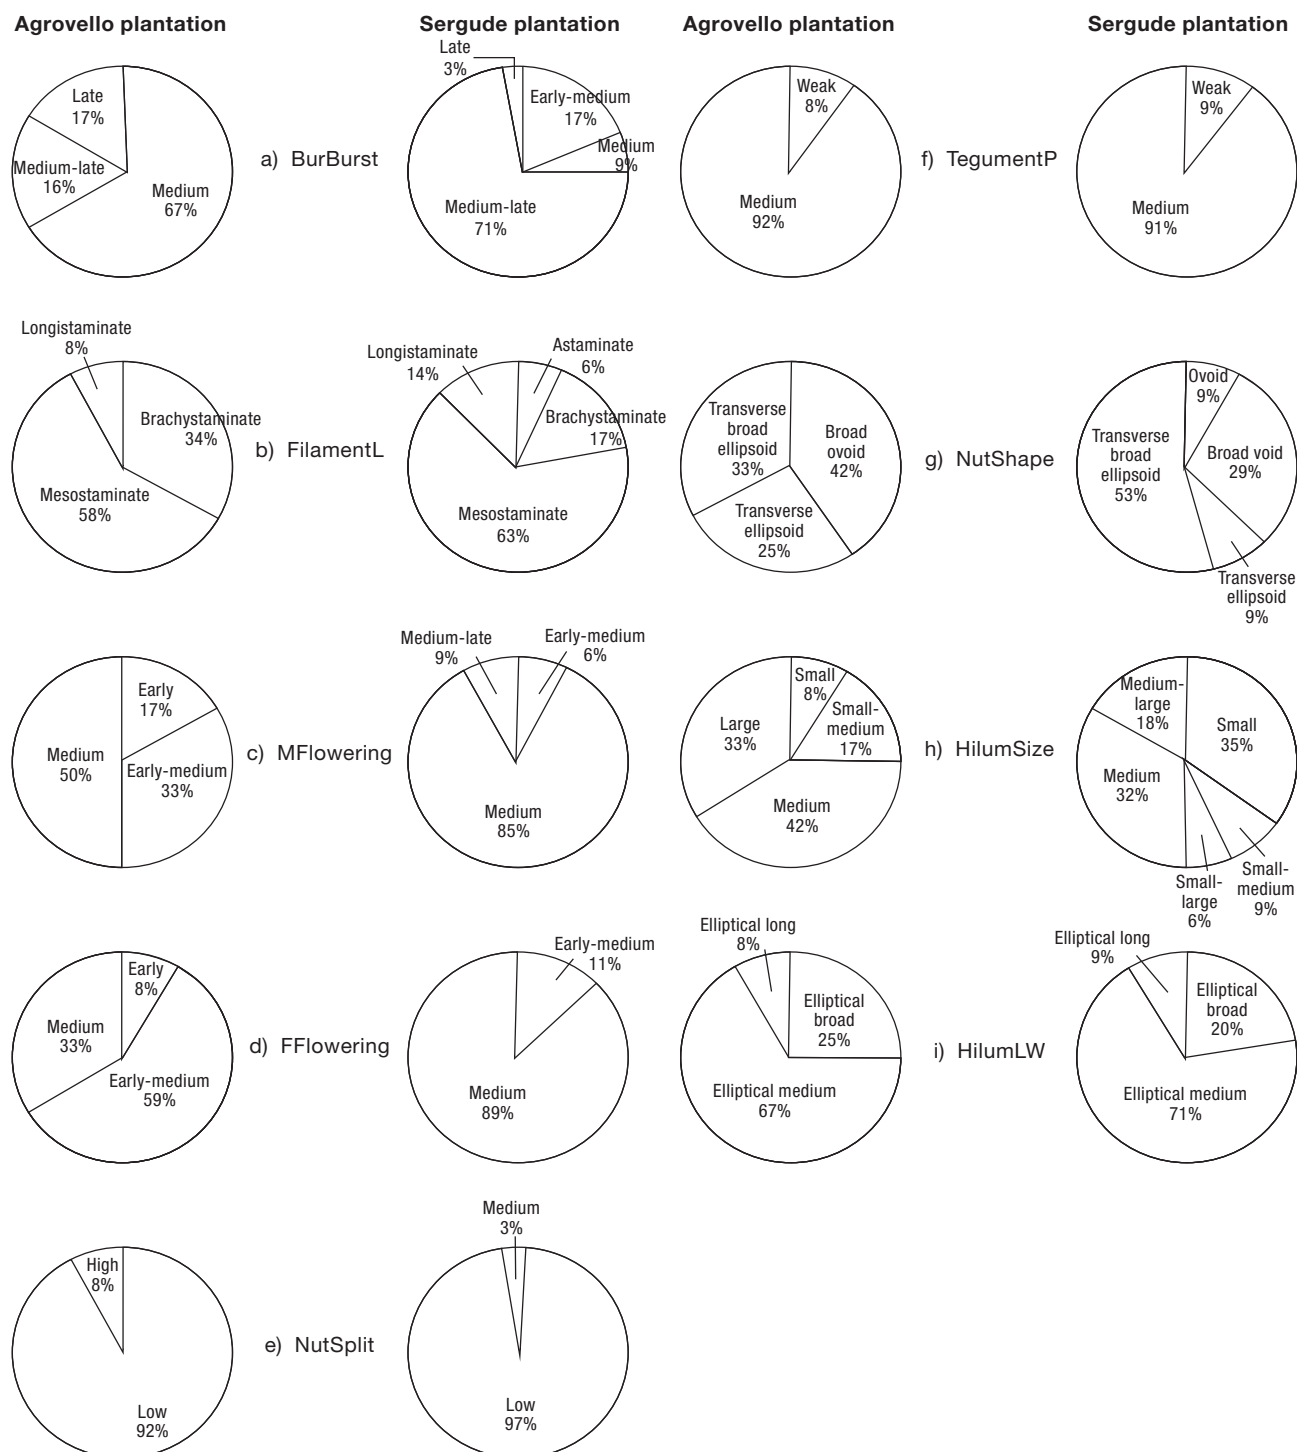 Agrovello plantation
Sergude plantation
Agrovello plantation
Sergude plantation
Late
17%
Medium-late
16%
Medium
67%
a) BurBurst
Late
3%
Early-medium
17%
Medium
9%
Medium-late
71%
Weak
8%
Medium
92%
f) TegumentP
Weak
9%
Medium
91%
Longistaminate
8%
Brachystaminate
34%
Mesostaminate
58%
b) FilamentL
Longistaminate
14%
Astaminate
6%
Brachystaminate
17%
Mesostaminate
63%
Transverse
broad
ellipsoid
33%
Broad
ovoid
42%
Transverse
ellipsoid
25%
g) NutShape
Ovoid
9%
Transverse
broad
ellipsoid
53%
Broad void
29%
Transverse
ellipsoid
9%
Early
17%
Medium
50%
Early-medium
33%
c) MFlowering
Medium-late
9%
Early-medium
6%
Medium
85%
Small
8%
Small-
medium
17%
Large
33%
Medium
42%
h) HilumSize
Medium-
large
18%
Small
35%
Medium
32%
Small-
large
6%
Small-
medium
9%
Early
8%
Medium
33%
Early-medium
59%
d) FFlowering
Early-medium
11%
Medium
89%
Elliptical long
8%
Elliptical
broad
25%
Elliptical medium
67%
i) HilumLW
Elliptical long
9%
Elliptical
broad
20%
Elliptical medium
71%
High
8%
Low
92%
e) NutSplit
Medium
3%
Low
97%